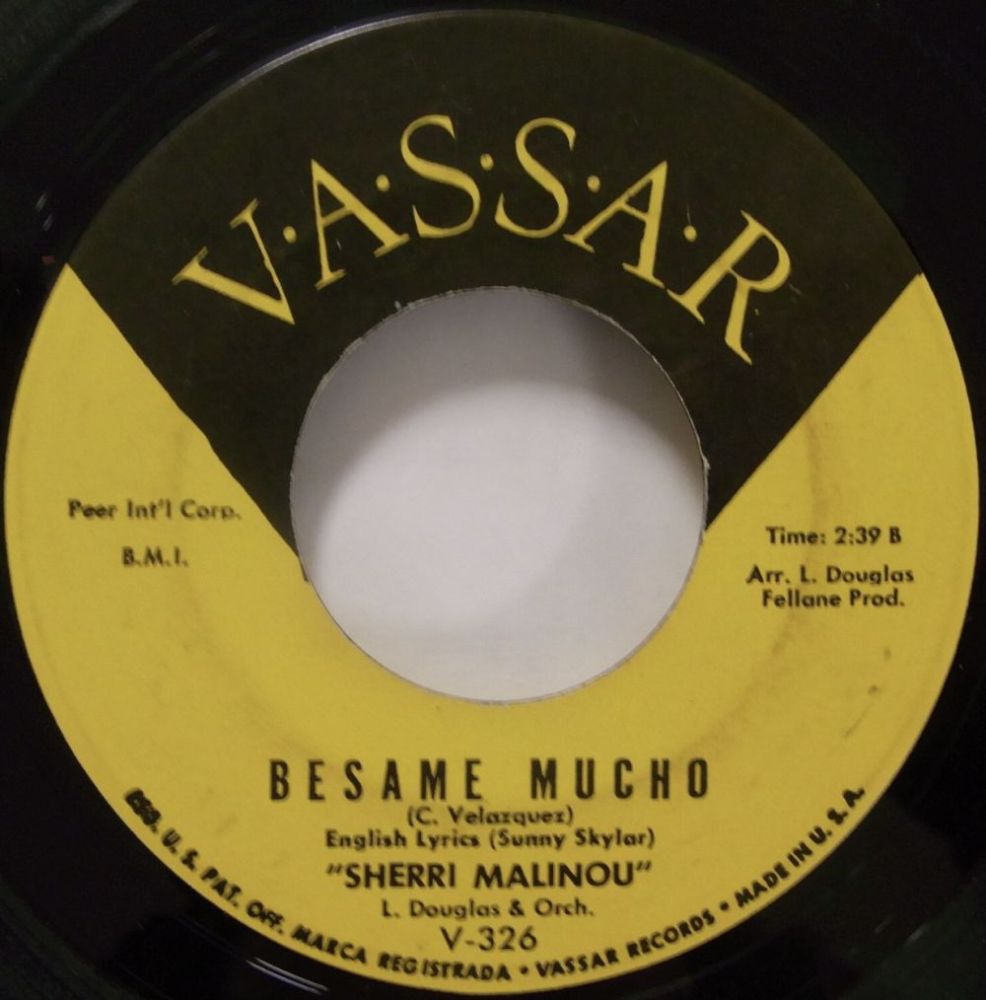 V·A·S·S·A·R
Peer Int'l Corp.
B.M.I.
Time: 2:39 B
Arr. L. Douglas
Fellane Prod.
BESAME MUCHO
(C. Velazquez)
English Lyrics (Sunny Skylar)
"SHERRI MALINOU"
L. Douglas & Orch.
V-326
REG. U. S. PAT. OFF. MARCA REGISTRADA • VASSAR RECORDS • MADE IN U. S. A.